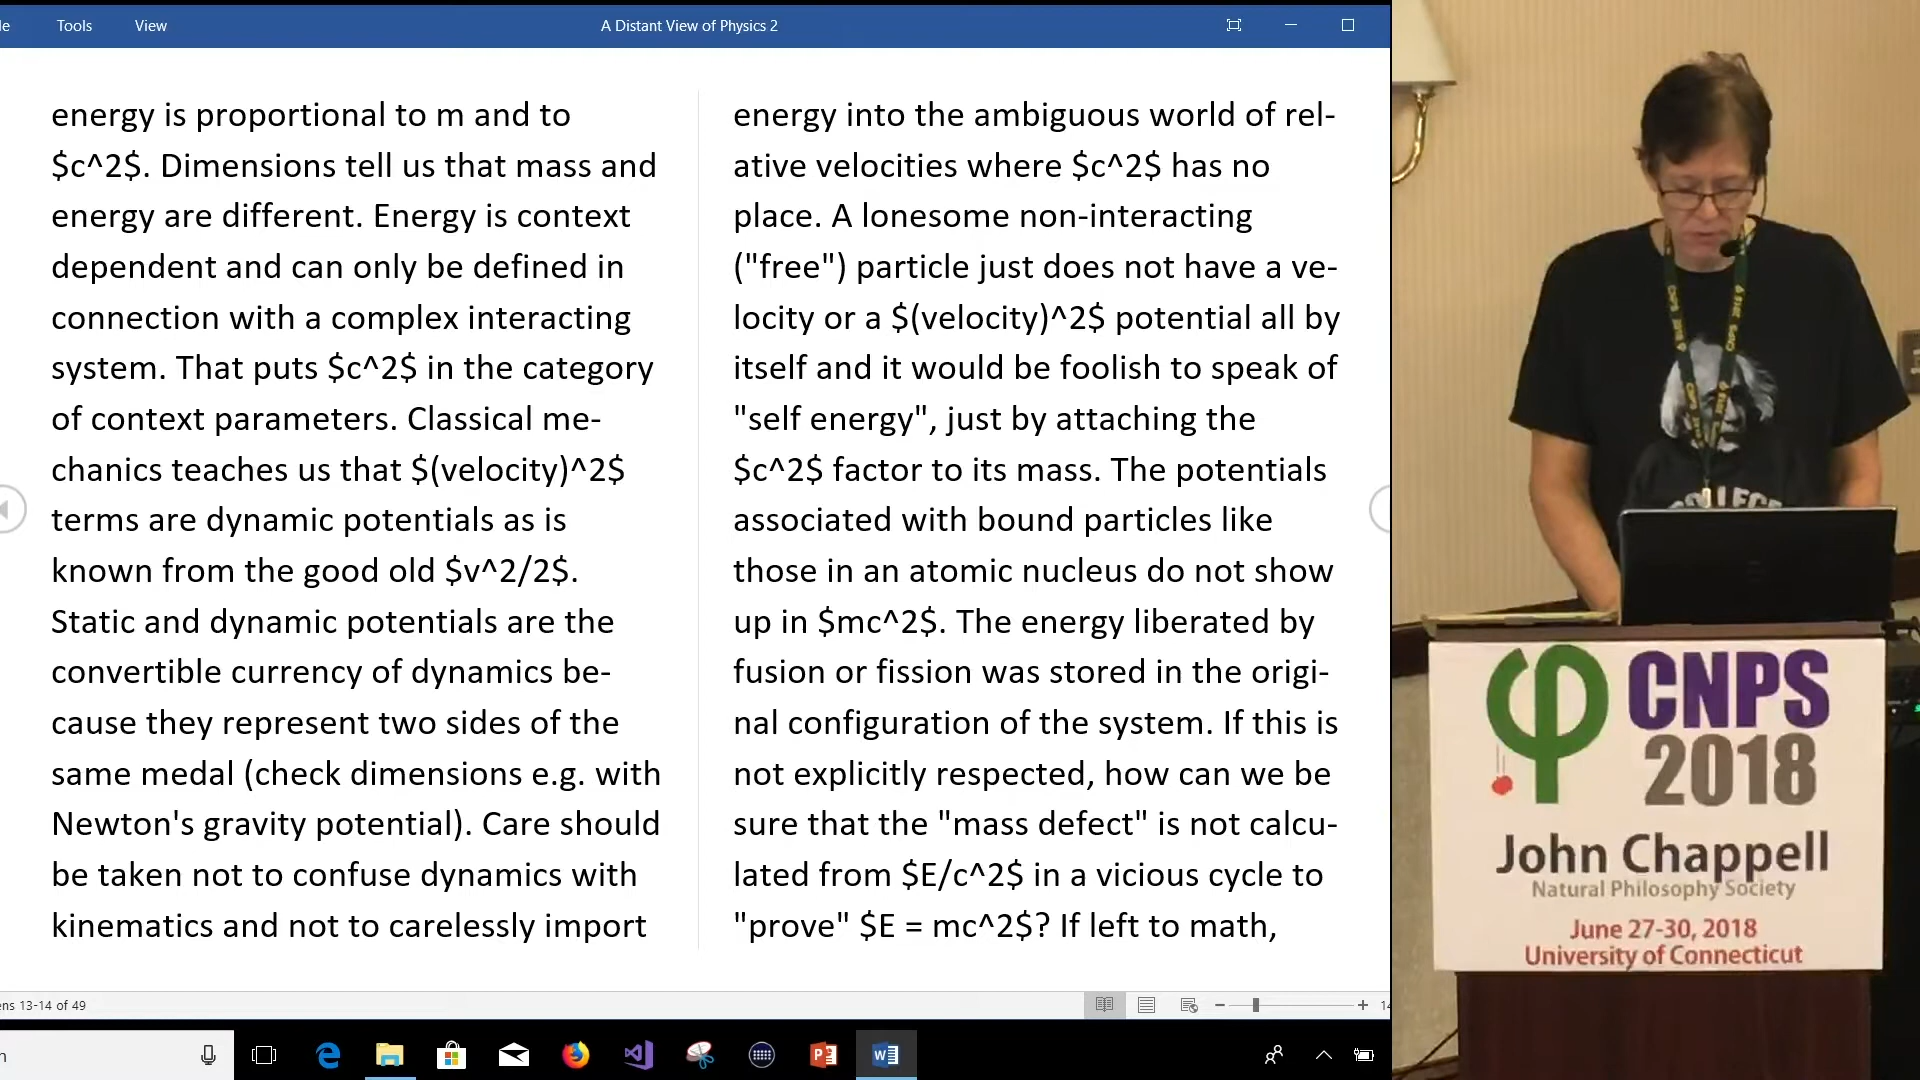 Tools
View
A Distant View of Physics 2
energy is proportional to m and to
$c^2$. Dimensions tell us that mass and
energy are different. Energy is context
dependent and can only be defined in
connection with a complex interacting
system. That puts $c^2$ in the category
of context parameters. Classical me-
chanics teaches us that $(velocity)^2$
terms are dynamic potentials as is
known from the good old $v^2/2$.
Static and dynamic potentials are the
convertible currency of dynamics be-
cause they represent two sides of the
same medal (check dimensions e.g. with
Newton's gravity potential). Care should
be taken not to confuse dynamics with
kinematics and not to carelessly import
energy into the ambiguous world of rel-
ative velocities where $c^2$ has no
place. A lonesome non-interacting
("free") particle just does not have a ve-
locity or a $(velocity)^2$ potential all by
itself and it would be foolish to speak of
"self energy", just by attaching the
$c^2$ factor to its mass. The potentials
associated with bound particles like
those in an atomic nucleus do not show
up in $mc^2$. The energy liberated by
fusion or fission was stored in the origi-
nal configuration of the system. If this is
not explicitly respected, how can we be
sure that the "mass defect" is not calcu-
lated from $E/c^2$ in a vicious cycle to
"prove" $E = mc^2$? If left to math,
13-14 of 49
CNPS
2018
John Chappell
Natural Philosophy Society
June 27-30, 2018
University of Connecticut